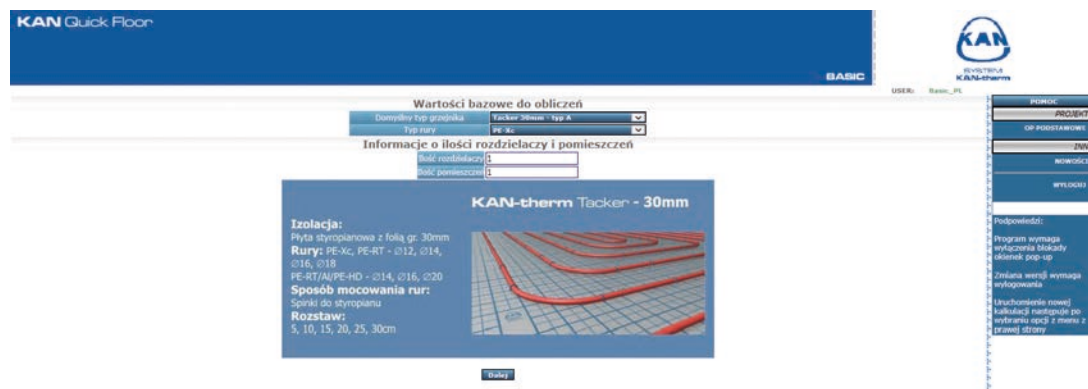 KAN Quick Floor
BASIC
KAN
SYSTEM
KAN-therm
USER: Basic_PL
Wartości bazowe do obliczeń
Domyślny typ grzejnika Tacker 30mm - typ A
Typ rury PE-Xc
Informacje o ilości rozdzielaczy i pomieszczeń
Ilość rozdzielaczy 1
Ilość pomieszczeń 1
KAN-therm Tacker - 30mm
Izolacja:
Płyta styropianowa z folią gr. 30mm
Rury: PE-Xc, PE-RT - ∅12, ∅14,
∅16, ∅18
PE-RT/Al/PE-HD - ∅14, ∅16, ∅20
Sposób mocowania rur:
Spinki do styropianu
Rozstaw:
5, 10, 15, 20, 25, 30cm
Dalej
POMOC
PROJEKT
OP PODSTAWOWE
INN
NOWOŚCI
WYLOGUJ
Podpowiedzi:
Program wymaga
wyłączenia blokady
okienek pop-up
Zmiana wersji wymaga
wylogowania
Uruchomienie nowej
kalkulacji następuje po
wybraniu opcji z menu z
prawej strony